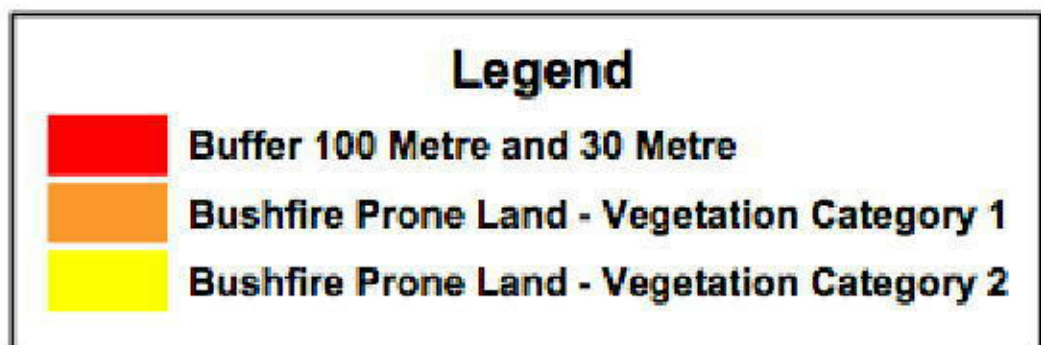 Legend
Buffer 100 Metre and 30 Metre
Bushfire Prone Land - Vegetation Category 1
Bushfire Prone Land - Vegetation Category 2